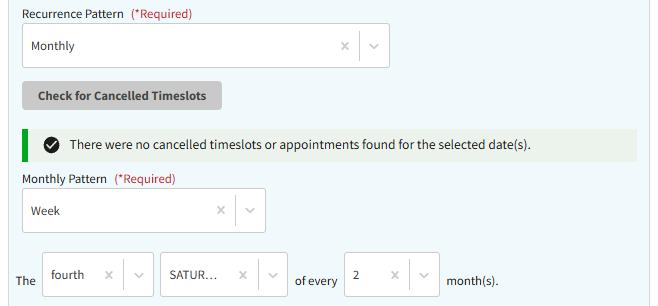 Recurrence Pattern (*Required)
Monthly
Check for Cancelled Timeslots
There were no cancelled timeslots or appointments found for the selected date(s).
Monthly Pattern (*Required)
Week
The fourth SATUR... of every 2 month(s).